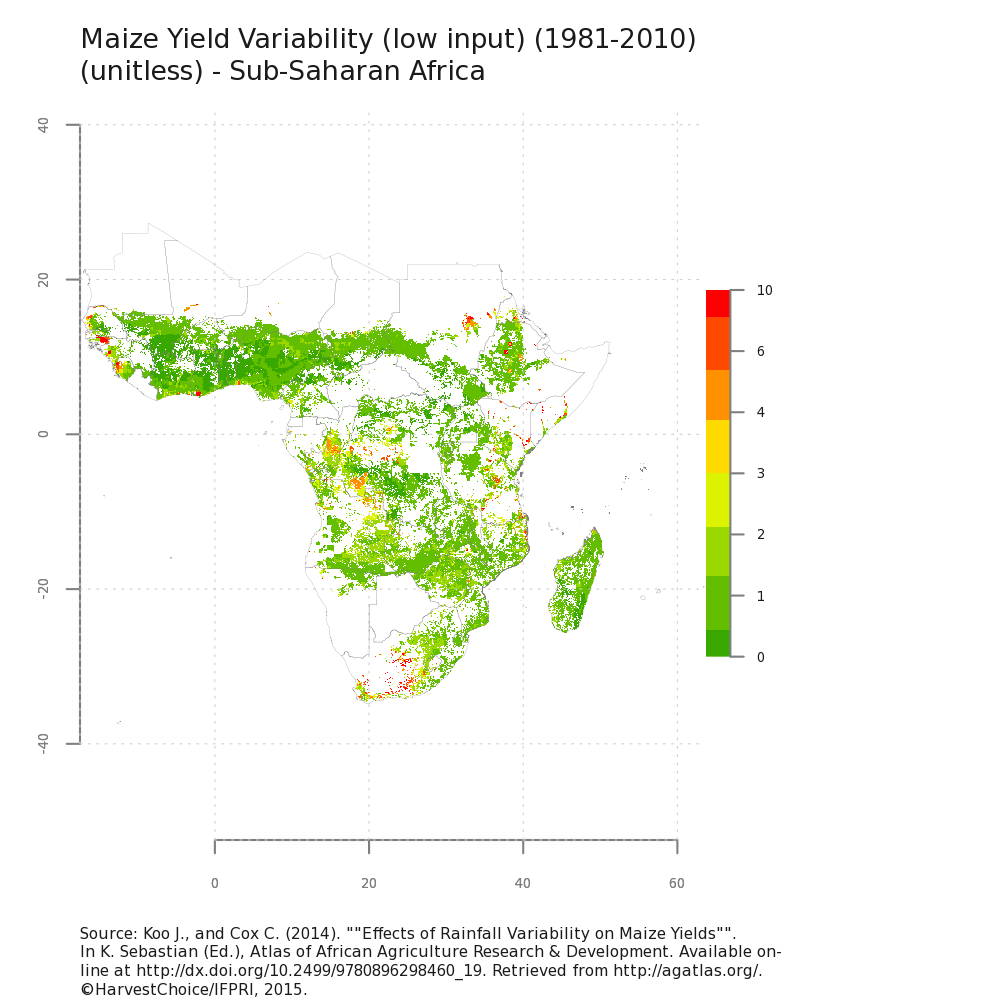 Maize Yield Variability (low input) (1981-2010)
(unitless) - Sub-Saharan Africa
40
20
0
-20
-40
10
6
4
3
2
1
0
0
20
40
60
Source: Koo J., and Cox C. (2014). ""Effects of Rainfall Variability on Maize Yields"".
In K. Sebastian (Ed.), Atlas of African Agriculture Research & Development. Available on-
line at http://dx.doi.org/10.2499/9780896298460_19. Retrieved from http://agatlas.org/.
©HarvestChoice/IFPRI, 2015.